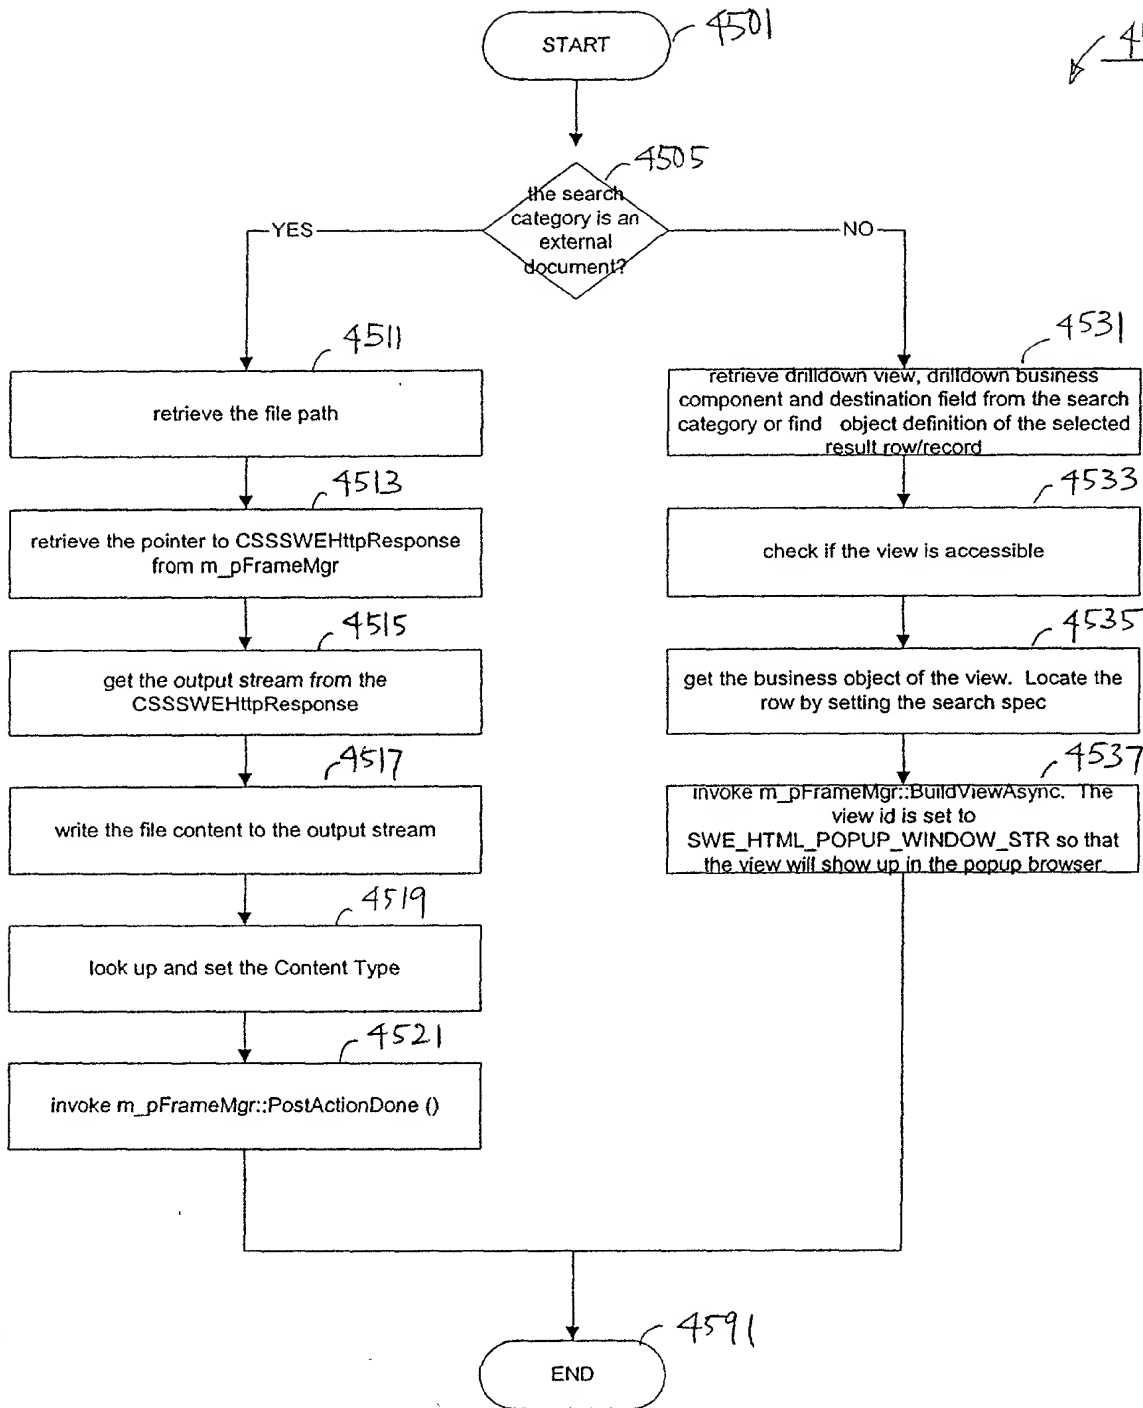 START
4501
4505
the search
category is an
external
document?
YES
NO
4511
retrieve the file path
4513
retrieve the pointer to CSSSWEHttpResponse
from m_pFrameMgr
4515
get the output stream from the
CSSSWEHttpResponse
4517
write the file content to the output stream
4519
look up and set the Content Type
4521
invoke m_pFrameMgr::PostActionDone ()
4531
retrieve drilldown view, drilldown business
component and destination field from the search
category or find object definition of the selected
result row/record
4533
check if the view is accessible
4535
get the business object of the view. Locate the
row by setting the search spec
4537
invoke m_pFrameMgr::BuildViewAsync. The
view id is set to
SWE_HTML_POPUP_WINDOW_STR so that
the view will show up in the popup browser
4591
END